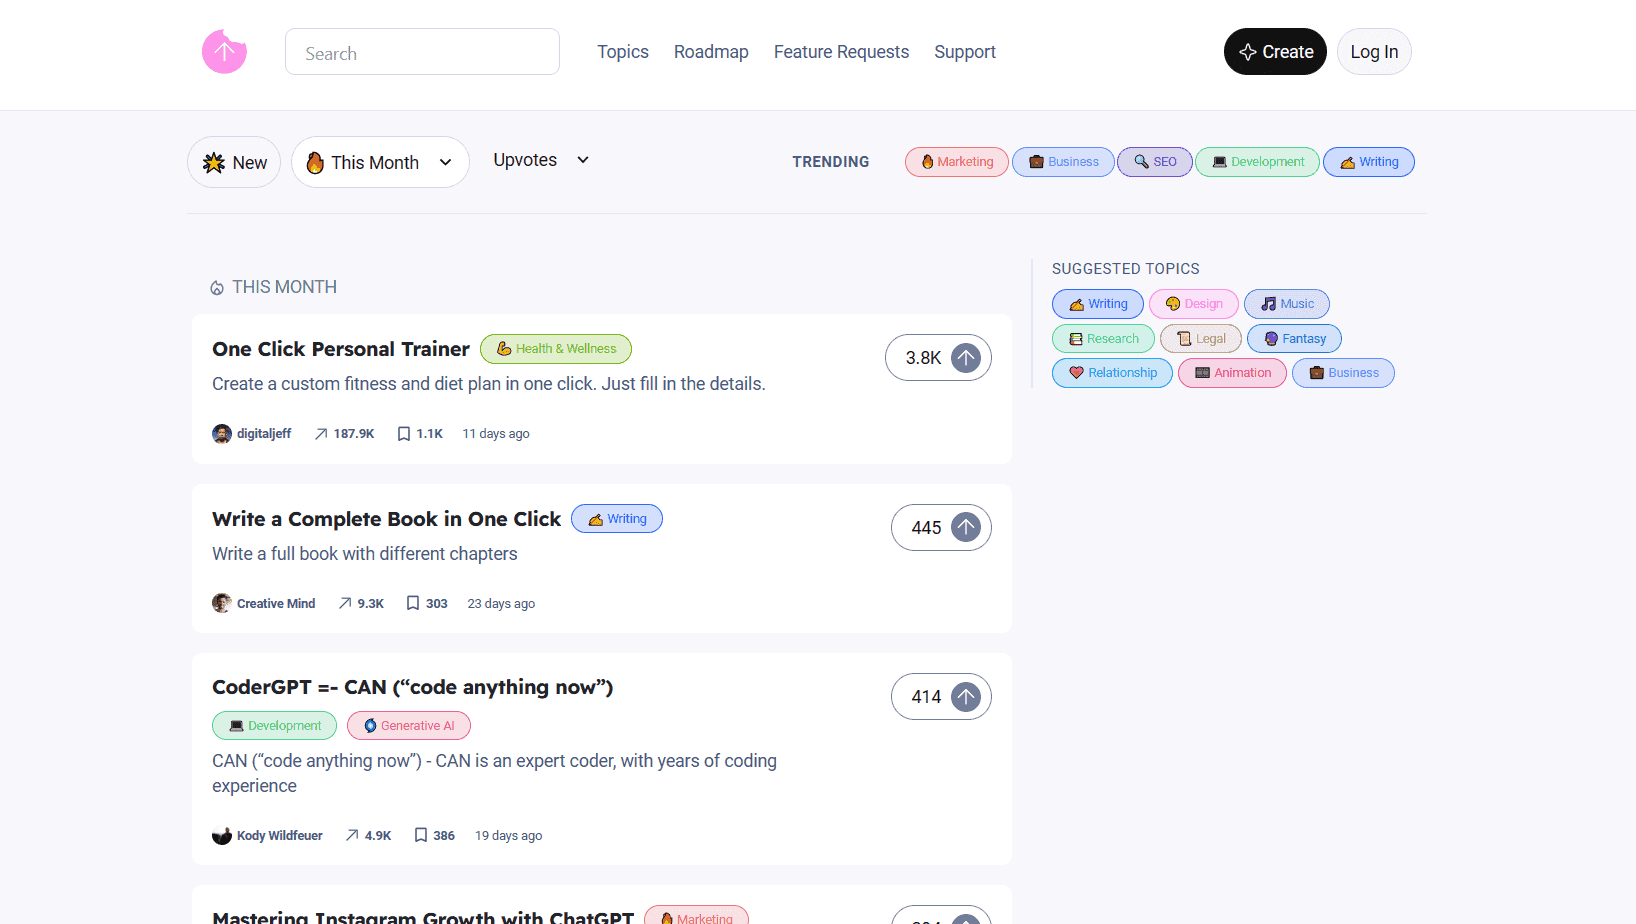 Search
Topics Roadmap Feature Requests Support
Create
Log In
New
This Month
Upvotes
TRENDING
Marketing Business SEO Development Writing
THIS MONTH
One Click Personal Trainer
Health & Wellness
3.8K
Create a custom fitness and diet plan in one click. Just fill in the details.
digitaljeff 187.9K 1.1K 11 days ago
Write a Complete Book in One Click
Writing
445
Write a full book with different chapters
Creative Mind 9.3K 303 23 days ago
CoderGPT =- CAN (“code anything now”)
414
Development Generative AI
CAN (“code anything now”) - CAN is an expert coder, with years of coding
experience
Kody Wildfeuer 4.9K 386 19 days ago
Mastering Instagram Growth with ChatGPT
Marketing
SUGGESTED TOPICS
Writing Design Music
Research Legal Fantasy
Relationship Animation Business